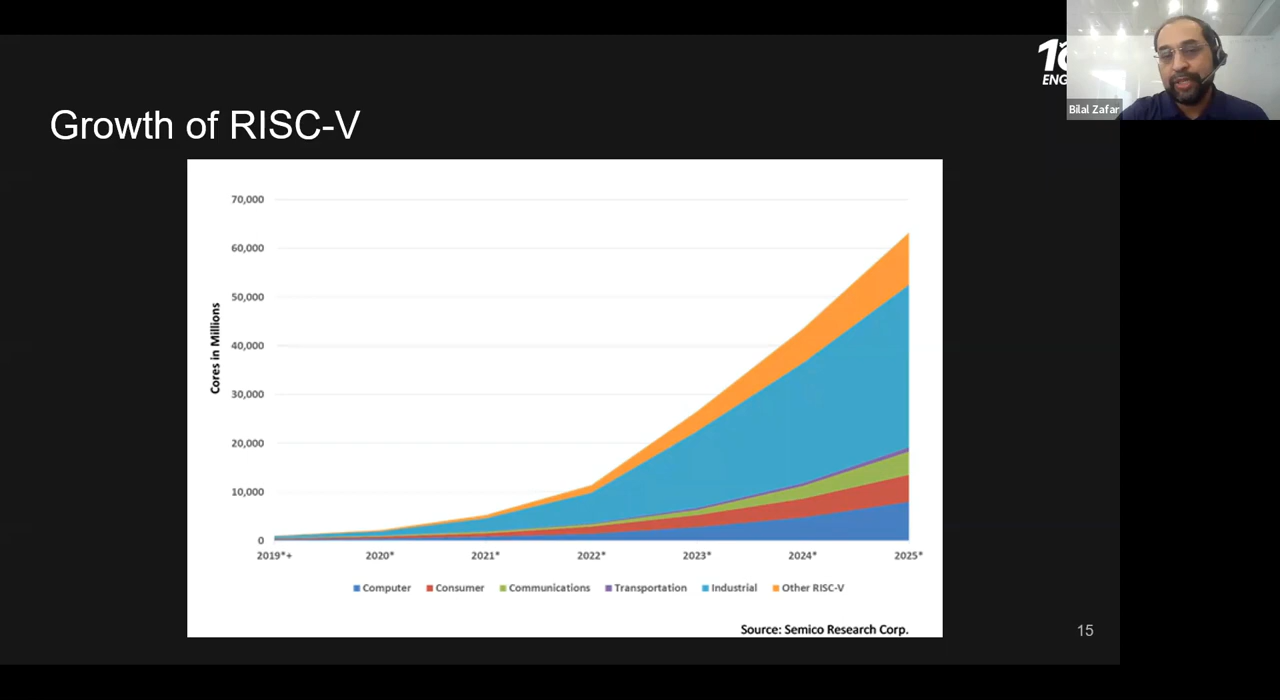 10
ENG
Bilal Zafar
Growth of RISC-V
70,000
60,000
50,000
40,000
30,000
20,000
10,000
0
Cores in Millions
2019*+ 2020* 2021* 2022* 2023* 2024* 2025*
Computer Consumer Communications Transportation Industrial Other RISC-V
Source: Semico Research Corp.
15